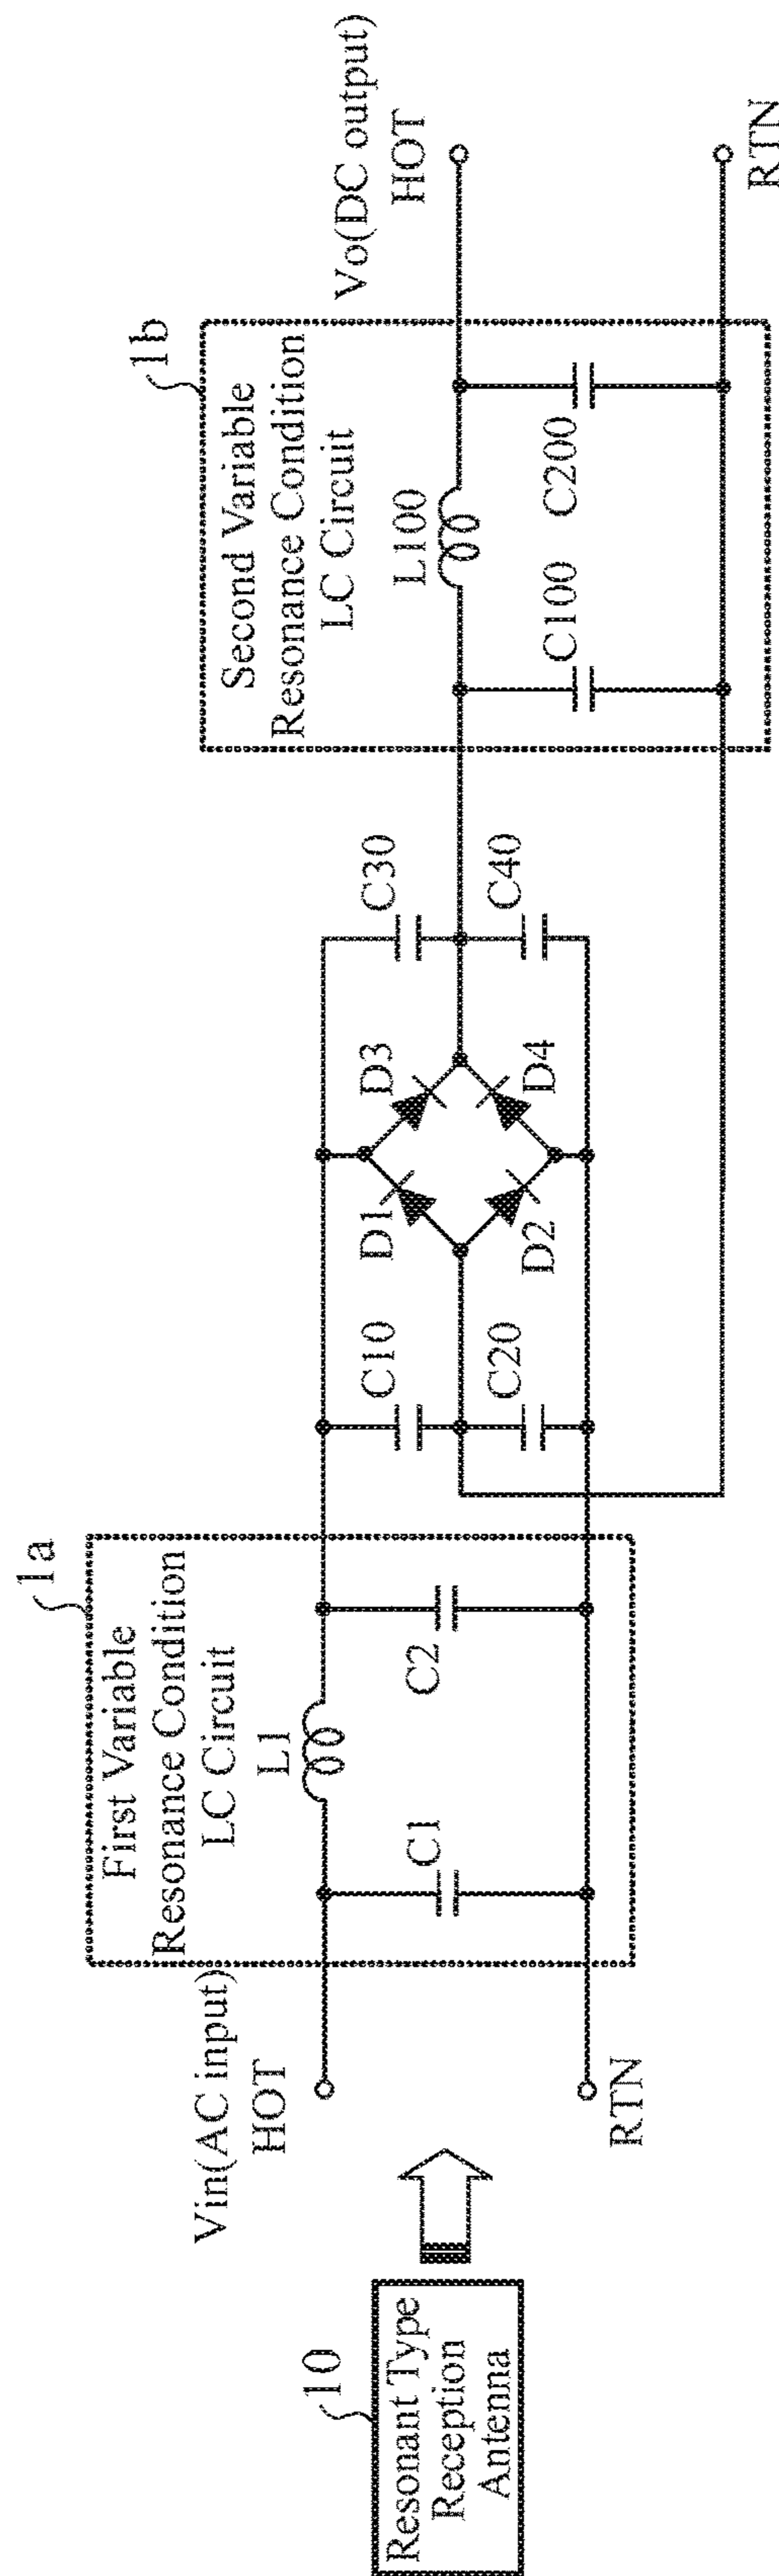 10
Resonant Type
Reception
Antenna
Vin(AC input)
HOT
RTN
1a
First Variable
Resonance Condition
LC Circuit
L1
C1
C2
C10
C20
D1
D2
D3
D4
C30
C40
1b
Second Variable
Resonance Condition
LC Circuit
L100
C100
C200
Vo(DC output)
HOT
RTN